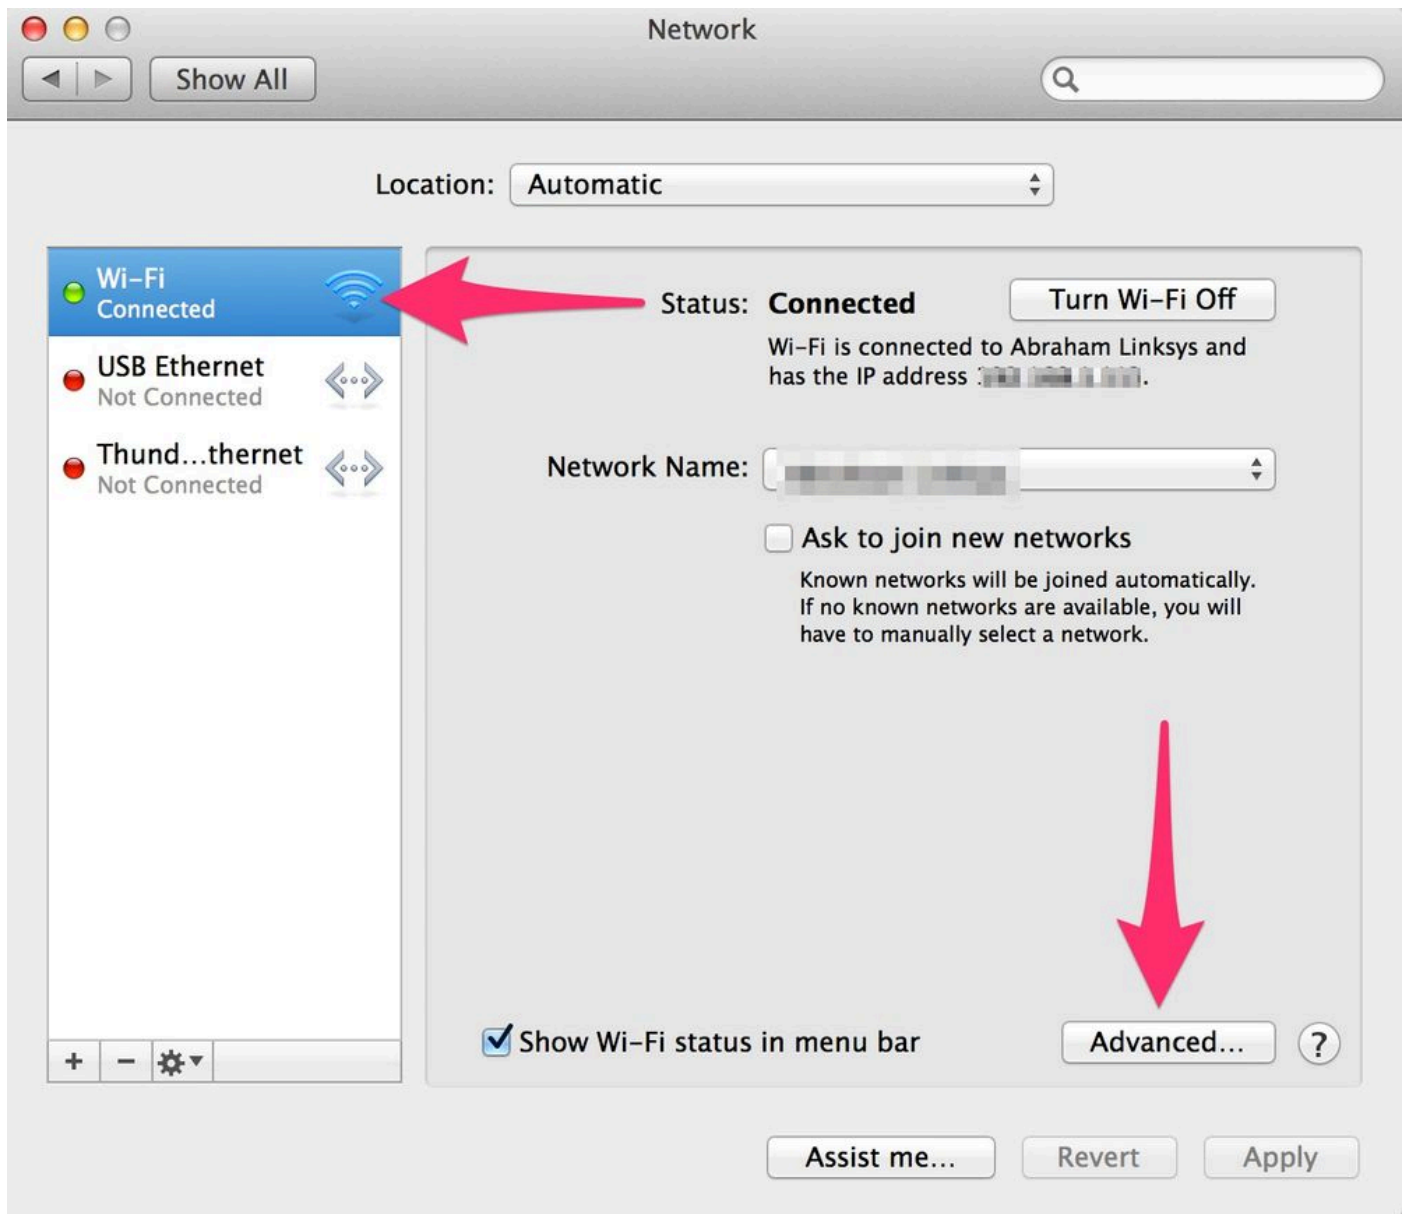 Network
Show All
Location: Automatic
Wi-Fi
Connected
USB Ethernet
Not Connected
Thund...thernet
Not Connected
Status: Connected
Turn Wi-Fi Off
Wi-Fi is connected to Abraham Linksys and
has the IP address .
Network Name:
Ask to join new networks
Known networks will be joined automatically.
If no known networks are available, you will
have to manually select a network.
Show Wi-Fi status in menu bar
Advanced...
?
Assist me...
Revert
Apply